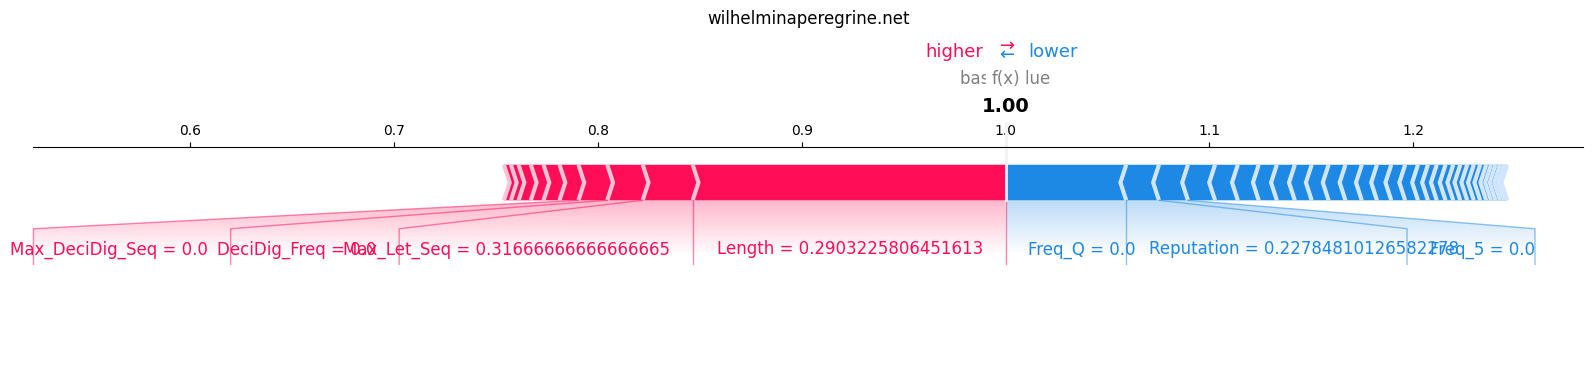 wilhelminaperegrine.net
higher ⇄ lower
bas f(x) lue
1.00
0.6 0.7 0.8 0.9 1.0 1.1 1.2
Max_DeciDig_Seq = 0.0 DeciDig_Freq = 0.0 Max_Let_Seq = 0.31666666666666665 Length = 0.2903225806451613 Freq_Q = 0.0 Reputation = 0.22784810126582278 Freq_5 = 0.0